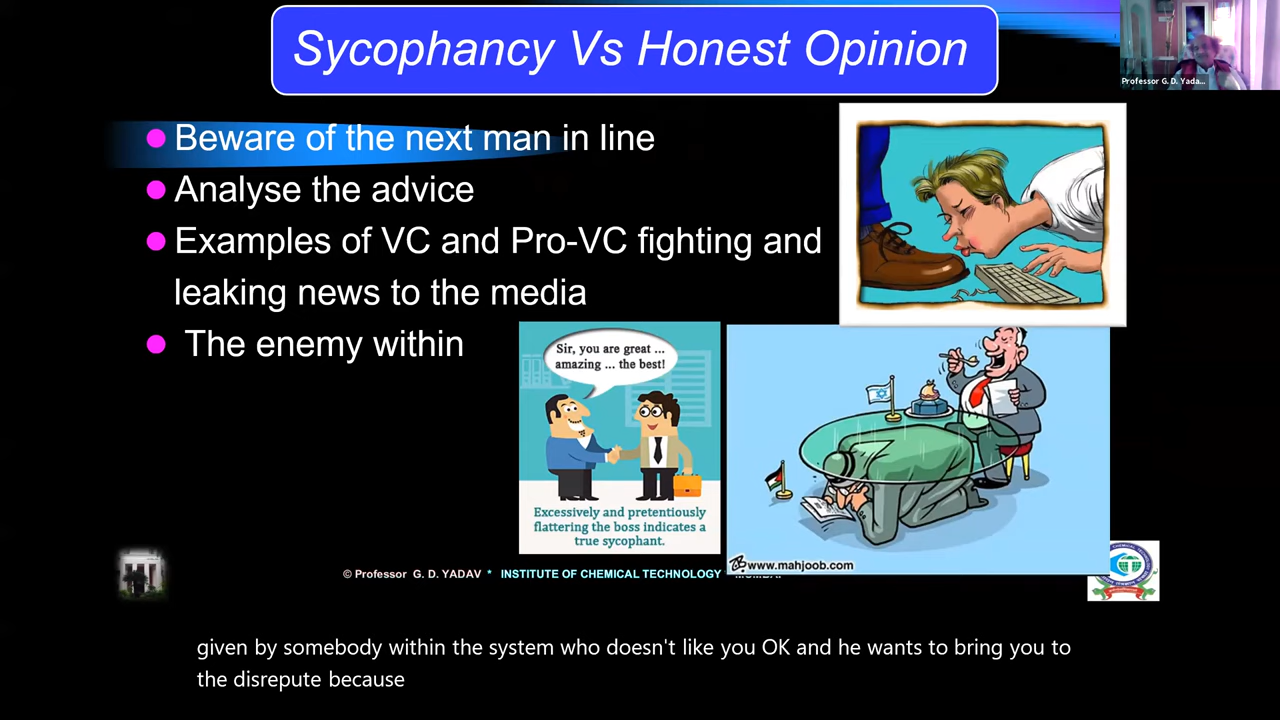 Sycophancy Vs Honest Opinion
Professor G. D. Yada...
Beware of the next man in line
Analyse the advice
Examples of VC and Pro-VC fighting and
leaking news to the media
The enemy within
Sir, you are great ...
amazing ... the best!
Excessively and pretentiously
flattering the boss indicates a
true sycophant.
www.mahjoob.com
© Professor G. D. YADAV * INSTITUTE OF CHEMICAL TECHNOLOGY
given by somebody within the system who doesn't like you OK and he wants to bring you to
the disrepute because